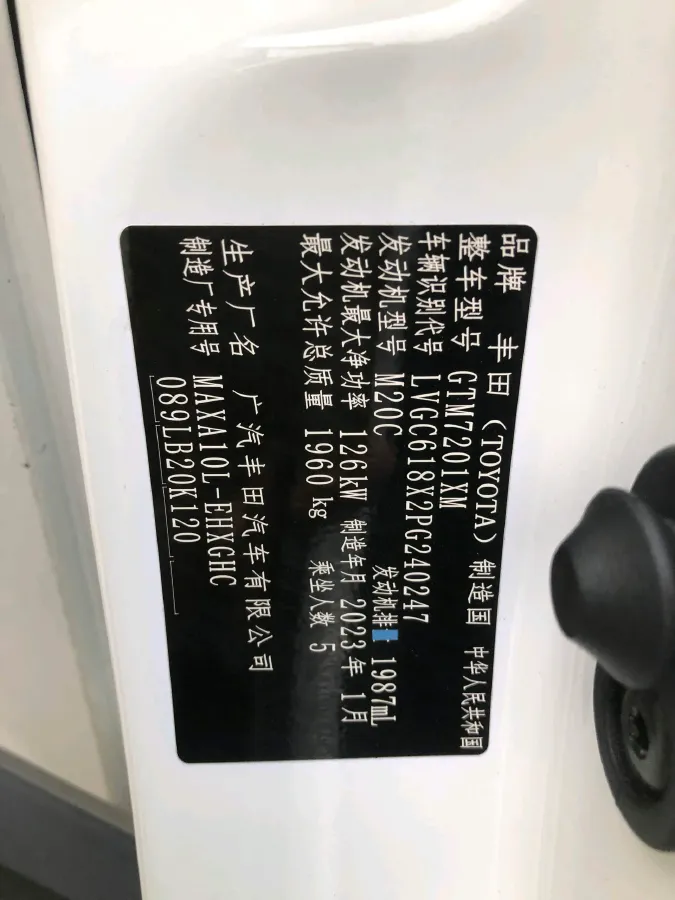 品牌 丰田（TOYOTA） 制造国 中华人民共和国
整车型号 GTM7201XM
车辆识别代号 LVGC618X2PG240247
发动机型号 M20C 发动机排 1987mL
发动机最大净功率 126kW 制造年月 2023年 1月
最大允许总质量 1960 kg 乘坐人数 5
生产厂名 广汽丰田汽车有限公司
制造厂专用号 MAXA10L-EHXGHC
089LB20K120